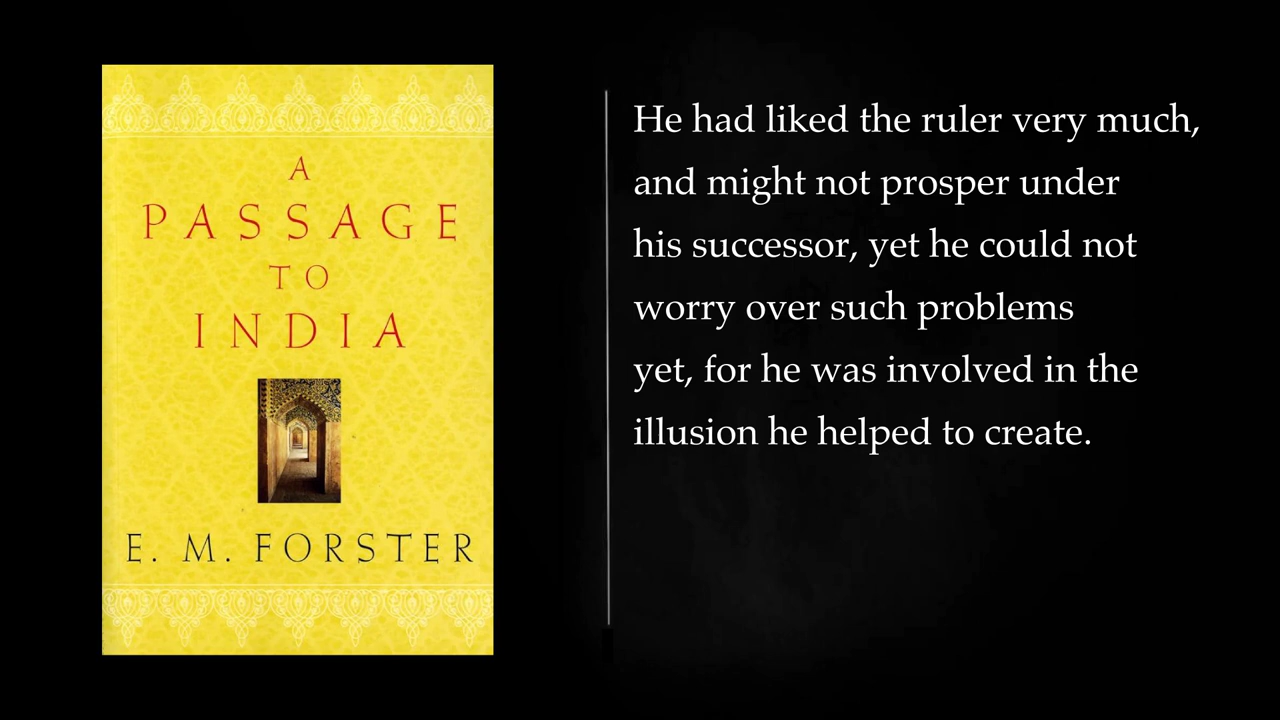 A
PASSAGE
TO
INDIA
E. M. FORSTER
He had liked the ruler very much,
and might not prosper under
his successor, yet he could not
worry over such problems
yet, for he was involved in the
illusion he helped to create.